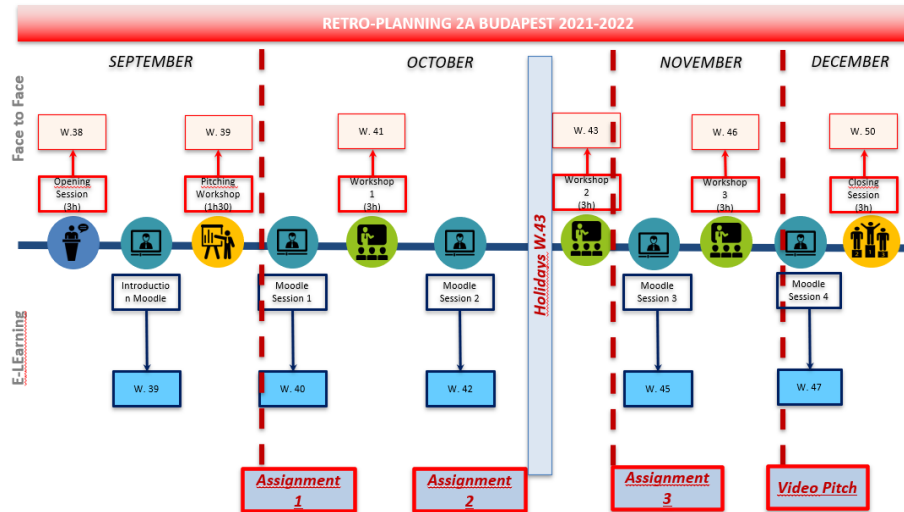 RETRO-PLANNING 2A BUDAPEST 2021-2022
SEPTEMBER
OCTOBER
NOVEMBER
DECEMBER
Face to Face
W. 38
W. 39
W. 41
W. 43
W. 46
W. 50
Opening
Session
(3h)
Pitching
Workshop
(1h30)
Workshop
1
(3h)
Workshop
2
(3h)
Workshop
3
(3h)
Closing
Session
(3h)
Holidays W.43
2
1
3
E-LEarning
Introductio
n Moodle
Moodle
Session 1
Moodle
Session 2
Moodle
Session 3
Moodle
Session 4
W. 39
W. 40
W. 42
W. 45
W. 47
Assignment
1
Assignment
2
Assignment
3
Video Pitch